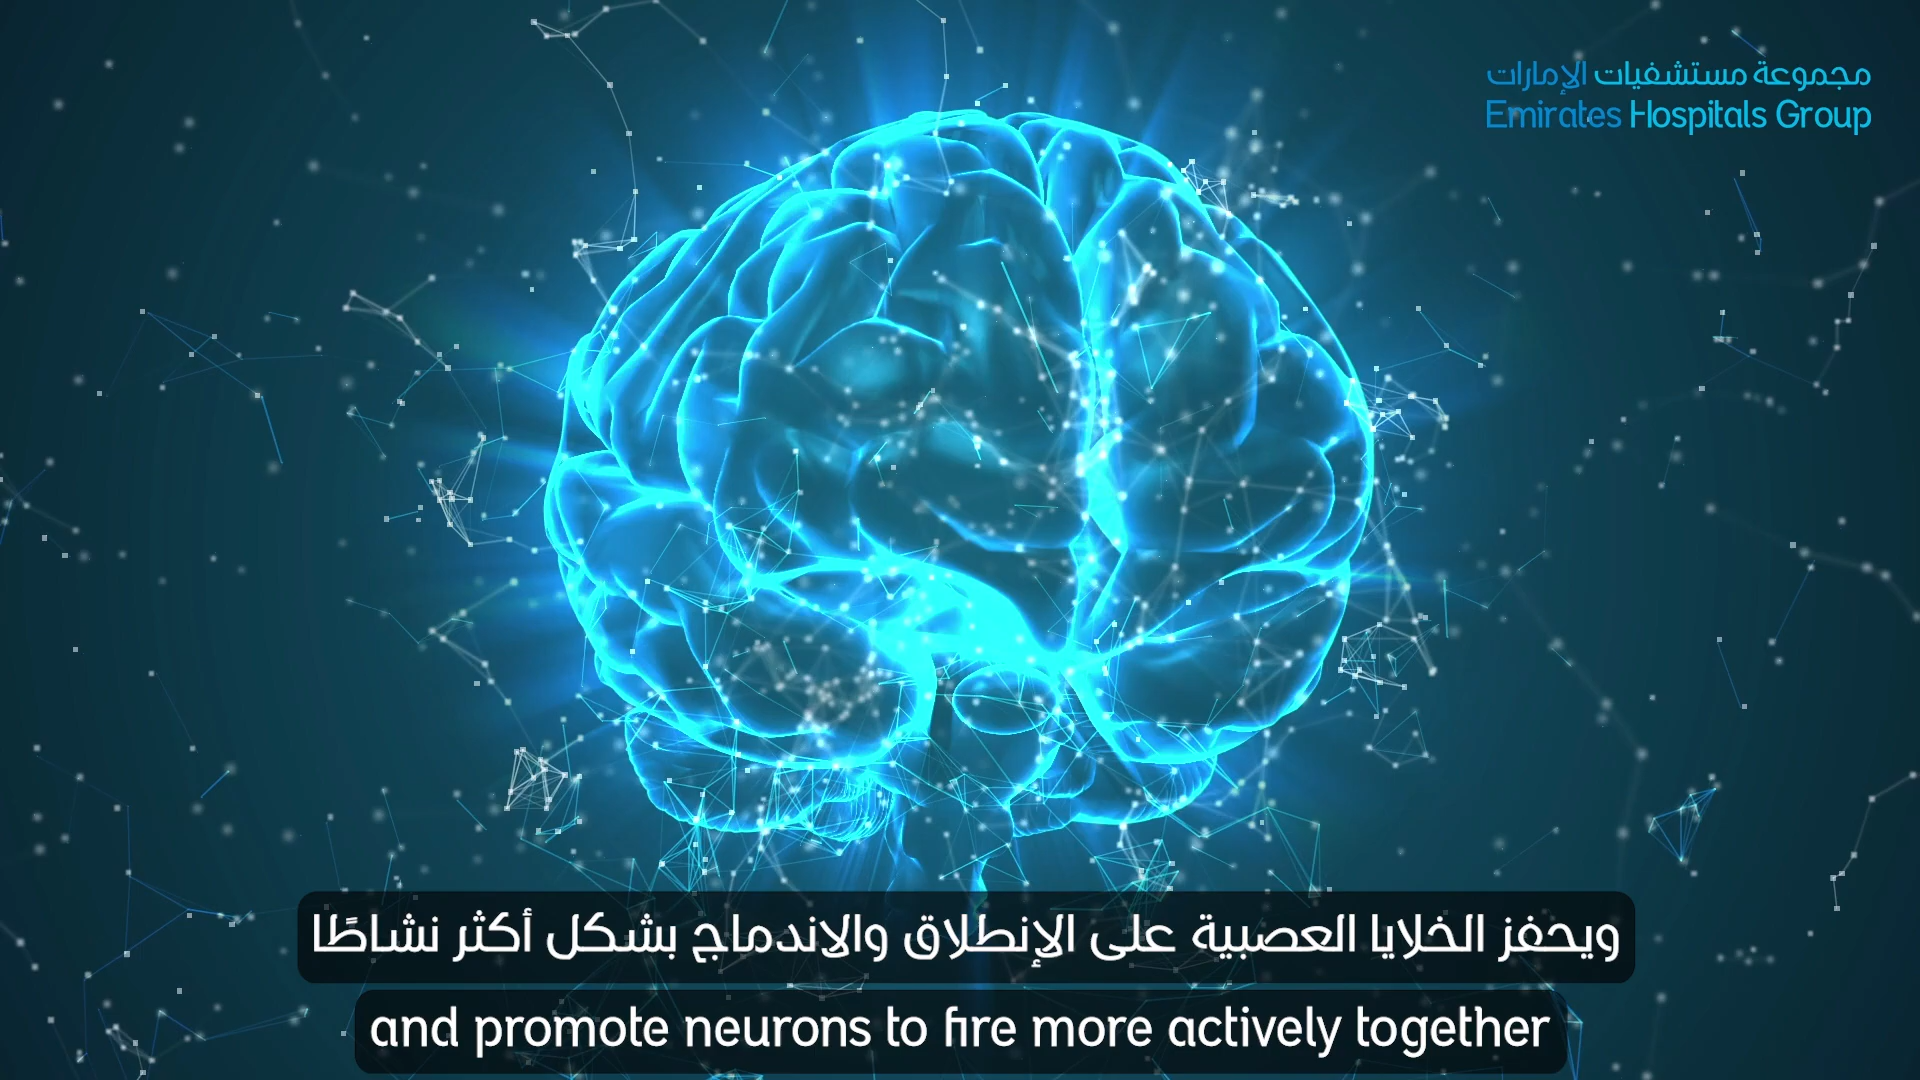 مجموعة مستشفيات الإمارات
Emirates Hospitals Group
ويحفز الخلايا العصبية على الإنطلاق والاندماج بشكل أكثر نشاطًا
and promote neurons to fire more actively together